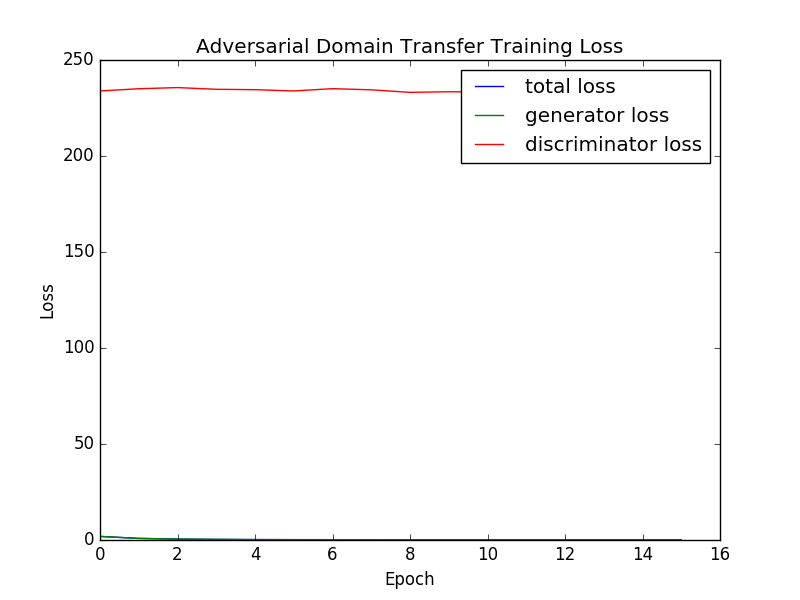 Adversarial Domain Transfer Training Loss
250
200
150
100
50
0
Loss
total loss
generator loss
discriminator loss
0 2 4 6 8 10 12 14 16
Epoch